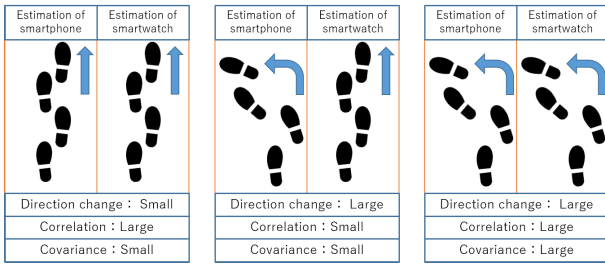 Estimation of smartphone
Estimation of smartwatch
Direction change： Small
Correlation：Large
Covariance：Small
Estimation of smartphone
Estimation of smartwatch
Direction change： Large
Correlation：Small
Covariance：Small
Estimation of smartphone
Estimation of smartwatch
Direction change： Large
Correlation：Large
Covariance：Large